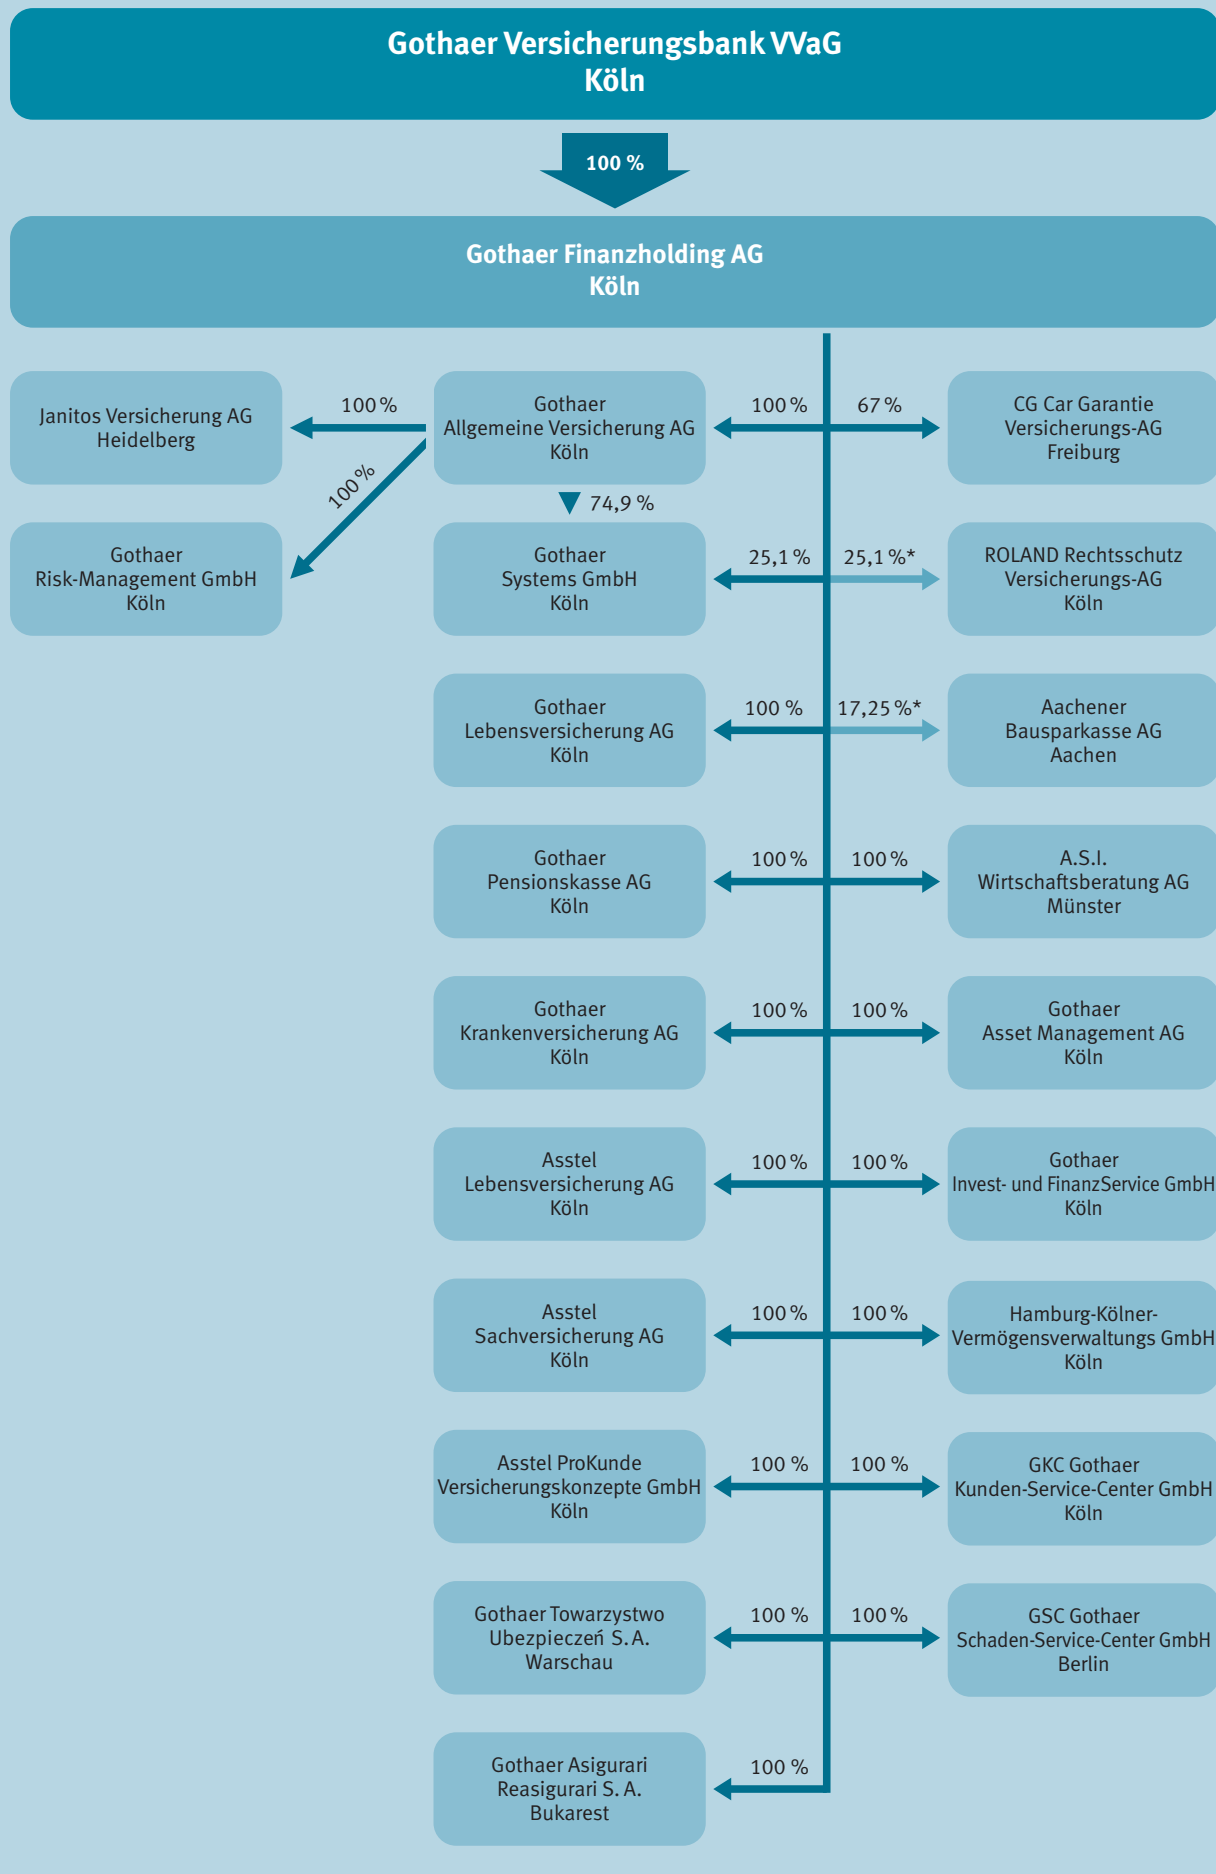 Gothaer Versicherungsbank VVaG
Köln
100 %
Gothaer Finanzholding AG
Köln
Janitos Versicherung AG
Heidelberg
100 %
Gothaer
Allgemeine Versicherung AG
Köln
100 %
67 %
CG Car Garantie
Versicherungs-AG
Freiburg
100 %
74,9 %
Gothaer
Risk-Management GmbH
Köln
Gothaer
Systems GmbH
Köln
25,1 %
25,1 %*
ROLAND Rechtsschutz
Versicherungs-AG
Köln
Gothaer
Lebensversicherung AG
Köln
100 %
17,25 %*
Aachener
Bausparkasse AG
Aachen
Gothaer
Pensionskasse AG
Köln
100 %
100 %
A.S.I.
Wirtschaftsberatung AG
Münster
Gothaer
Krankenversicherung AG
Köln
100 %
100 %
Gothaer
Asset Management AG
Köln
Asstel
Lebensversicherung AG
Köln
100 %
100 %
Gothaer
Invest- und FinanzService GmbH
Köln
Asstel
Sachversicherung AG
Köln
100 %
100 %
Hamburg-Kölner-
Vermögensverwaltungs GmbH
Köln
Asstel ProKunde
Versicherungskonzepte GmbH
Köln
100 %
100 %
GKC Gothaer
Kunden-Service-Center GmbH
Köln
Gothaer Towarzystwo
Ubezpieczeń S. A.
Warschau
100 %
100 %
GSC Gothaer
Schaden-Service-Center GmbH
Berlin
Gothaer Asigurari
Reasigurari S. A.
Bukarest
100 %